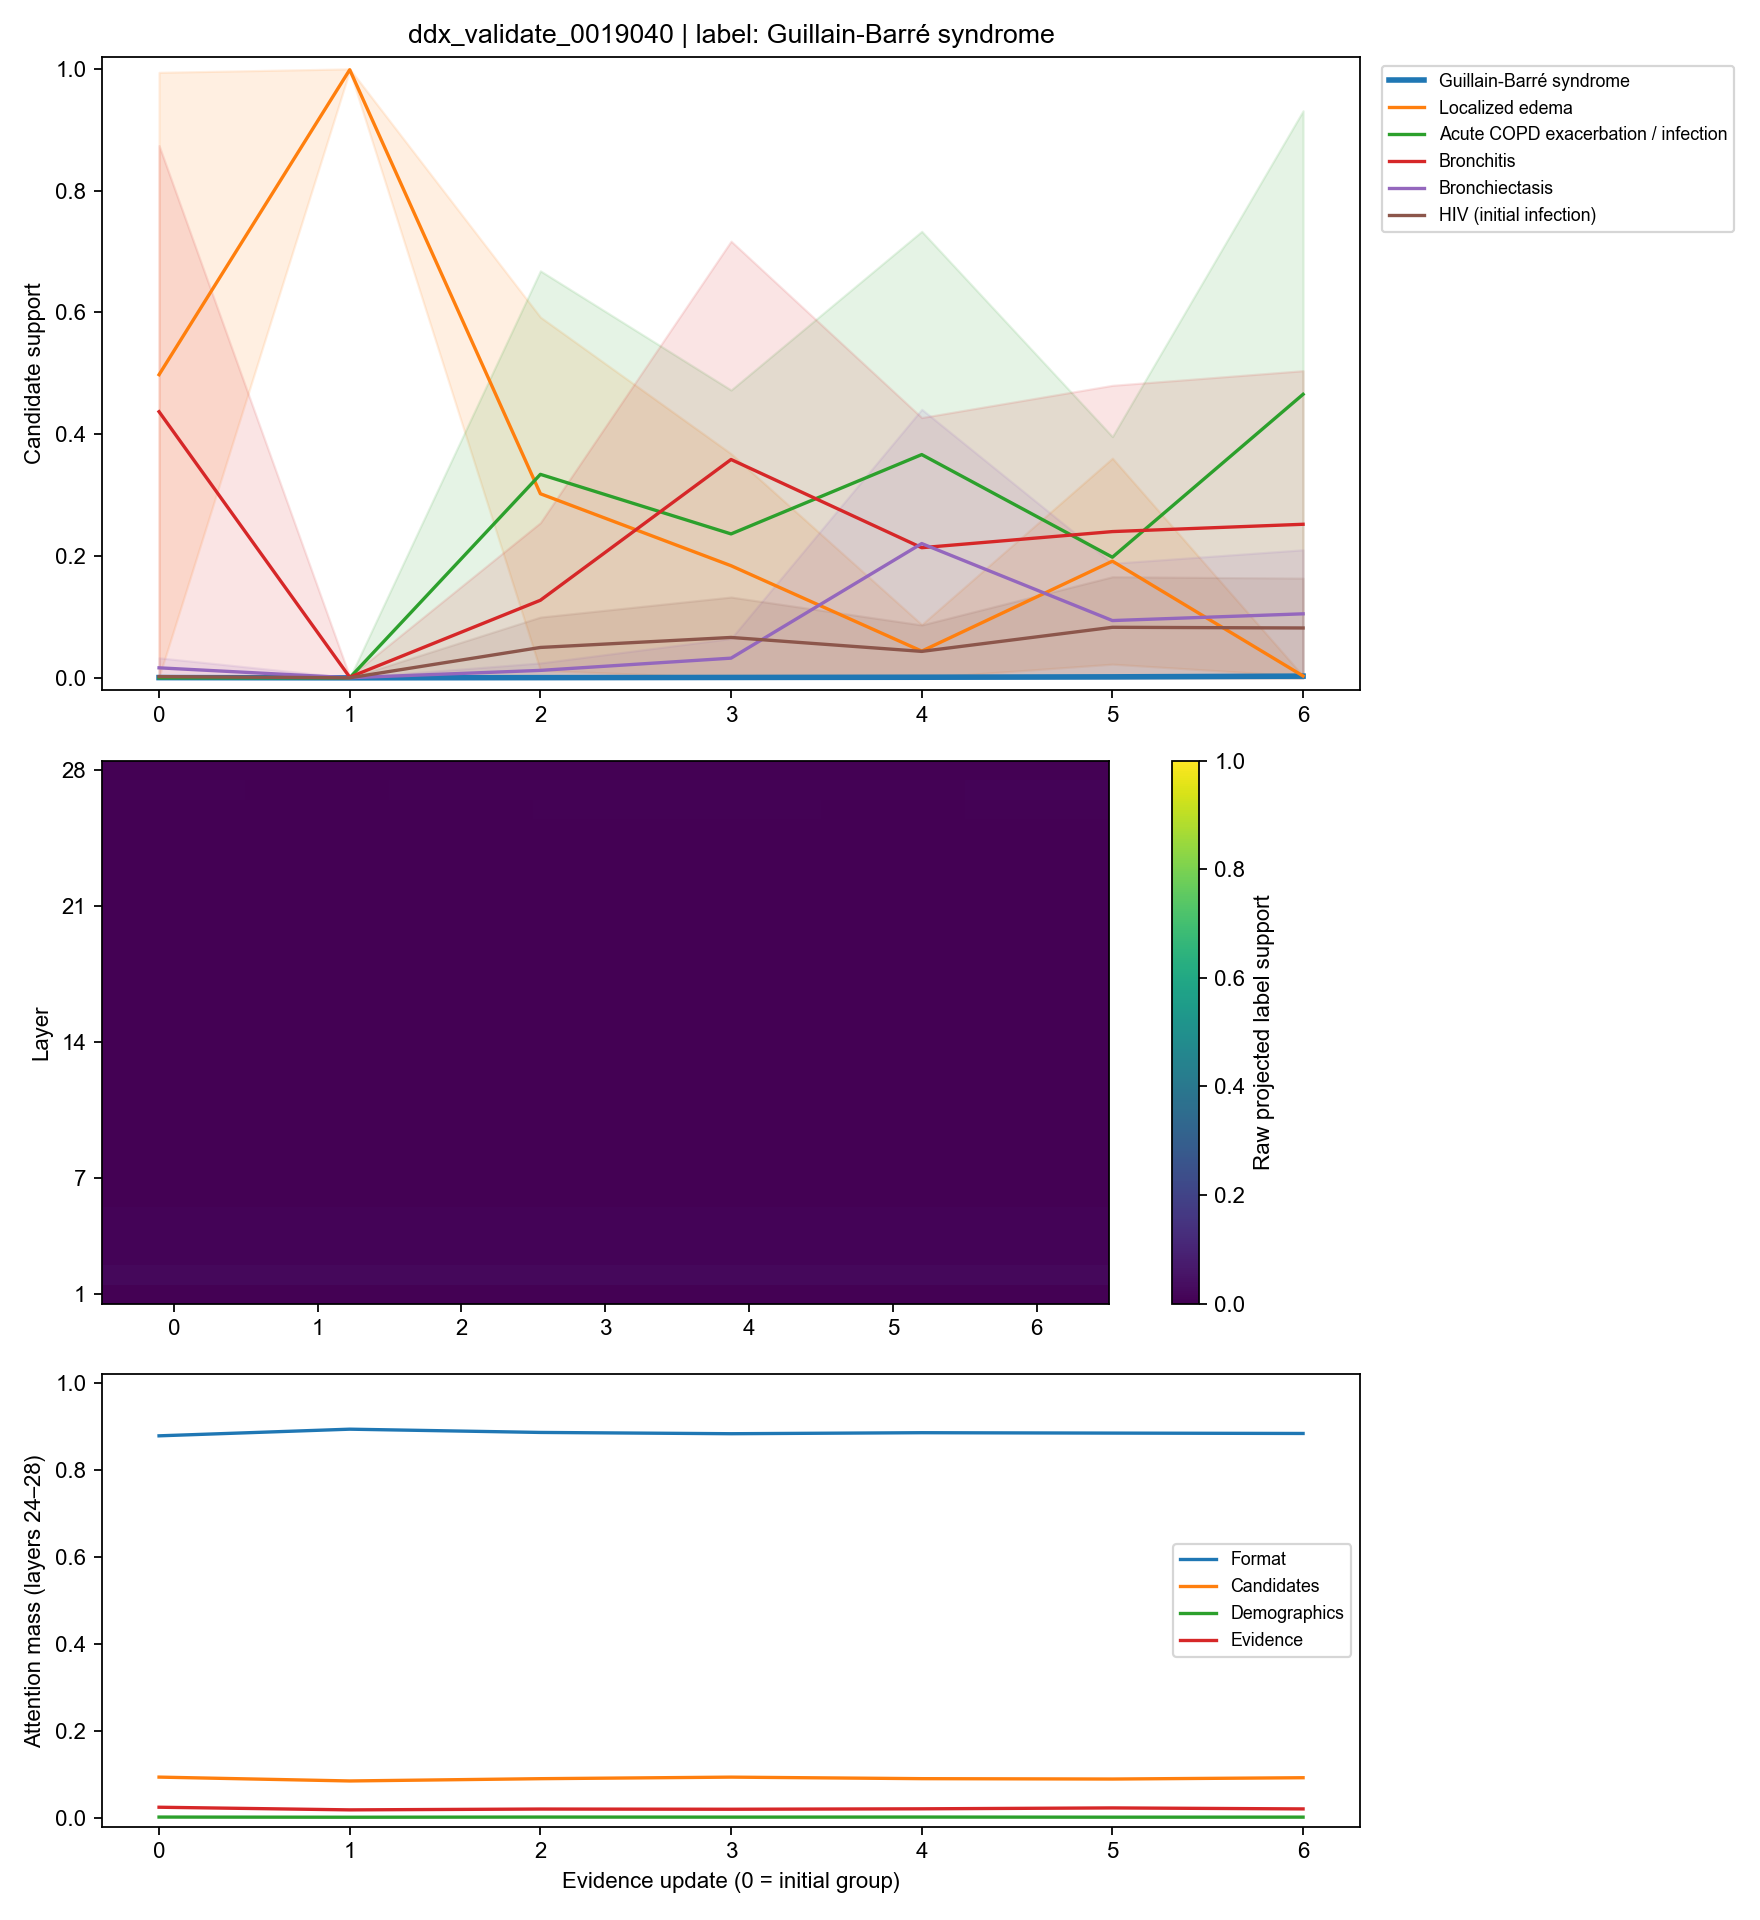 ddx_validate_0019040 | label: Guillain-Barré syndrome
1.0
0.8
0.6
0.4
0.2
0.0
Candidate support
0 1 2 3 4 5 6
Guillain-Barré syndrome
Localized edema
Acute COPD exacerbation / infection
Bronchitis
Bronchiectasis
HIV (initial infection)
28
21
14
7
1
Layer
0 1 2 3 4 5 6
1.0
0.8
0.6
0.4
0.2
0.0
Raw projected label support
1.0
0.8
0.6
0.4
0.2
0.0
Attention mass (layers 24–28)
Format
Candidates
Demographics
Evidence
0 1 2 3 4 5 6
Evidence update (0 = initial group)